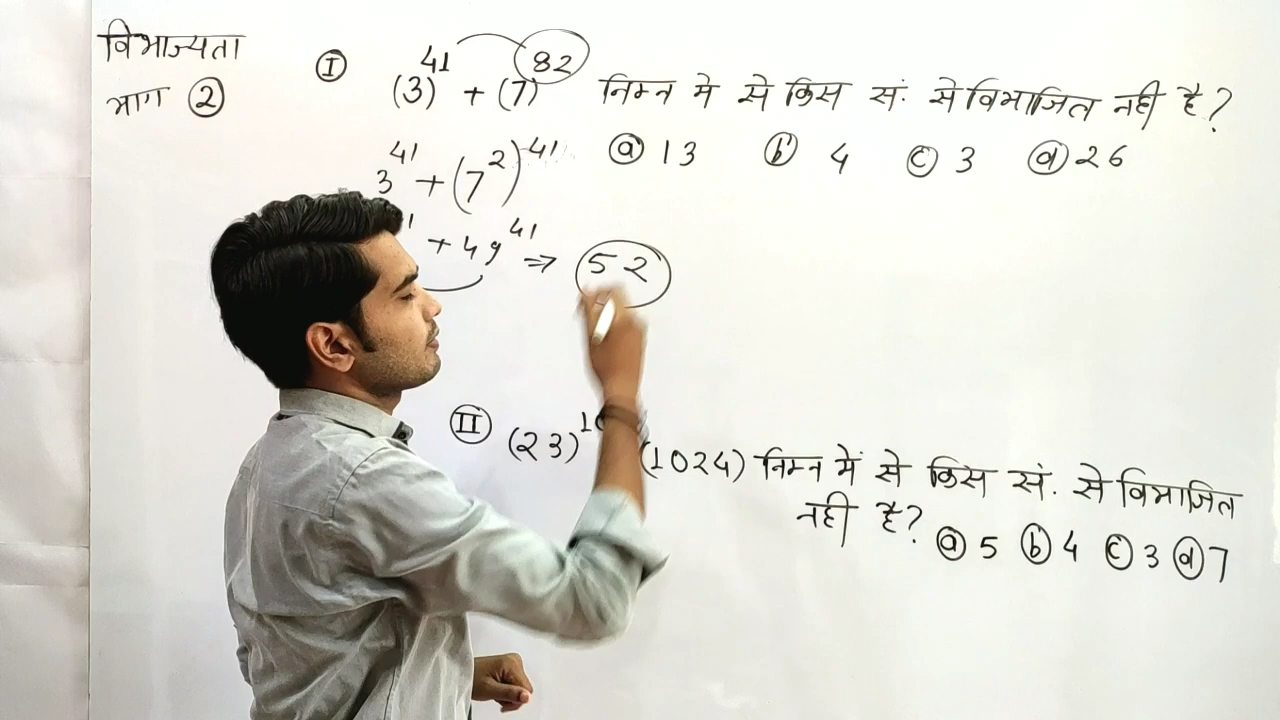 विभाज्यता
भाग ②
Ⓘ (3)^41 + (7)^82 निम्न मे से किस सं. से विभाजित नही है?
ⓐ 13 ⓑ 4 ⓒ 3 ⓓ 26
3^41 + (7^2)^41
+ 49^41 ⇒ 52
Ⓘ︎Ⓘ (23) (1024) निम्न में से किस सं. से विभाजित
नही है? ⓐ 5 ⓑ 4 ⓒ 3 ⓓ 7